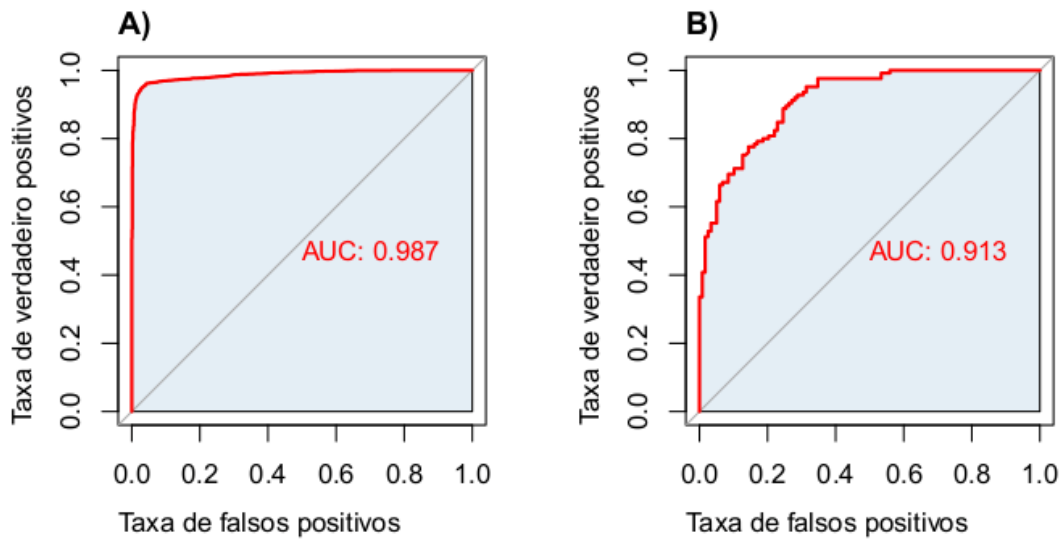 A)
Taxa de verdadeiro positivos
1.0
0.8
0.6
0.4
0.2
0.0
AUC: 0.987
0.0 0.2 0.4 0.6 0.8 1.0
Taxa de falsos positivos
B)
Taxa de verdadeiro positivos
1.0
0.8
0.6
0.4
0.2
0.0
AUC: 0.913
0.0 0.2 0.4 0.6 0.8 1.0
Taxa de falsos positivos